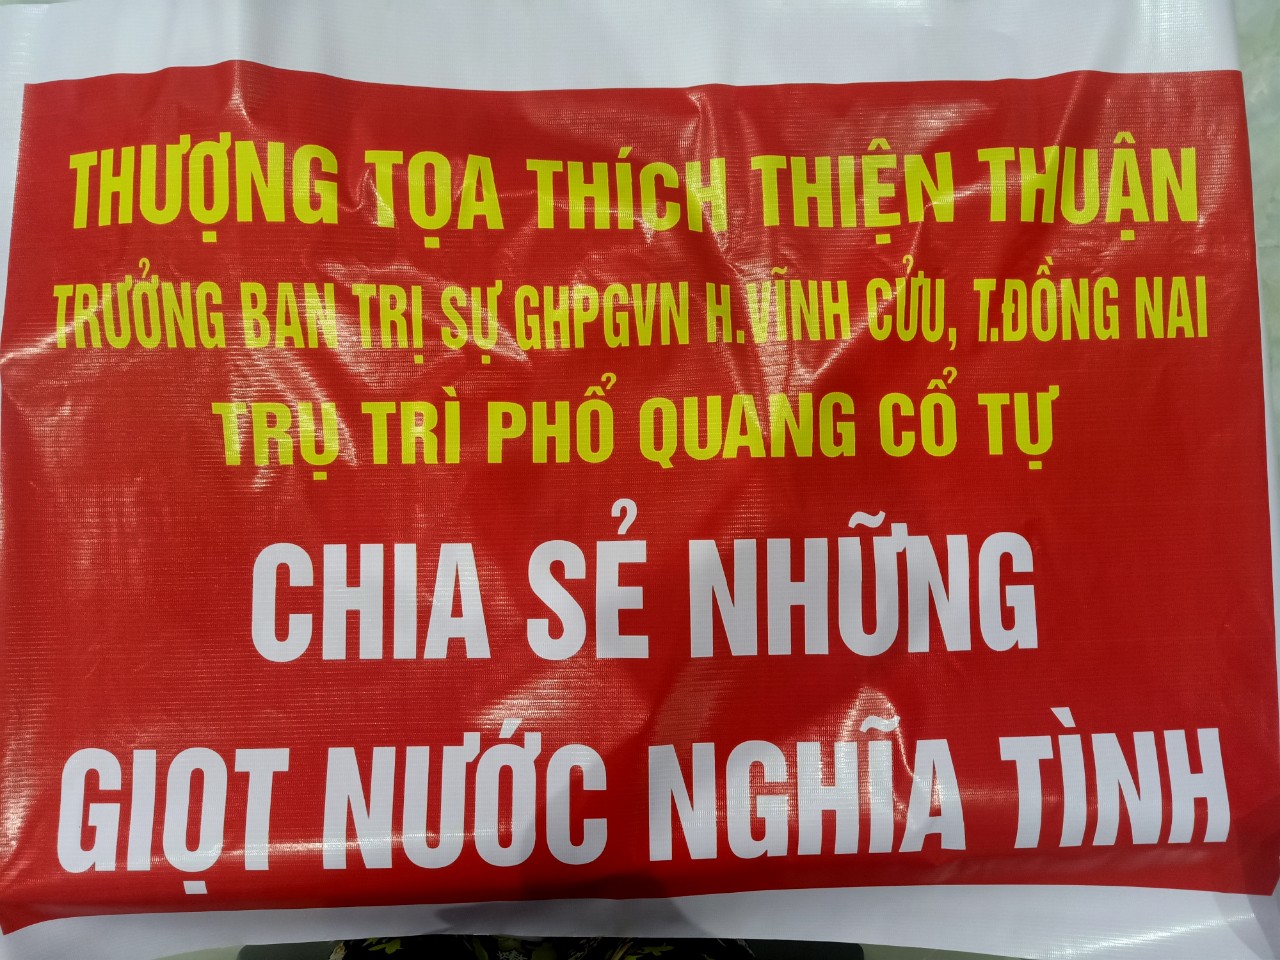 THƯỢNG TỌA THÍCH THIỆN THUẬN
TRƯỞNG BAN TRỊ SỰ GHPGVN H.VĨNH CỬU, T.ĐỒNG NAI
TRỤ TRÌ PHỔ QUANG CỔ TỰ
CHIA SẺ NHỮNG
GIỌT NƯỚC NGHĨA TÌNH